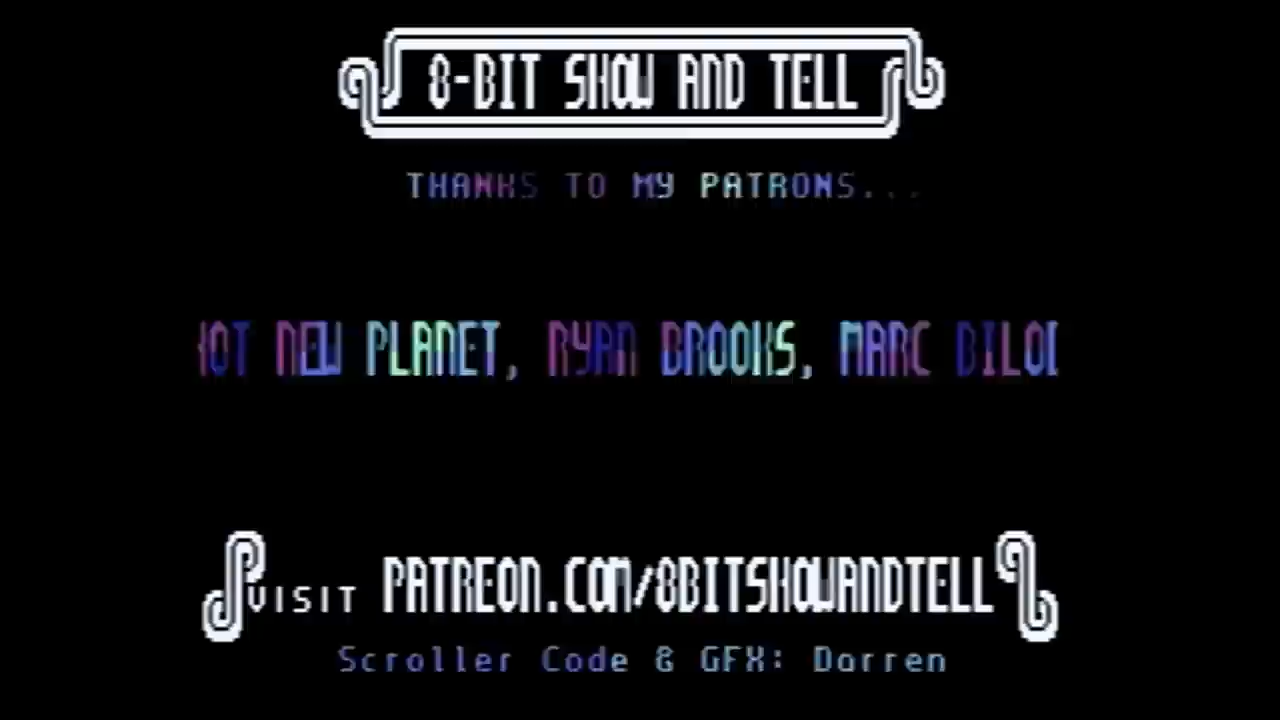 8-BIT SHOW AND TELL
THANKS TO MY PATRONS...
NEW PLANET, RYAN BROOKS, MARC
VISIT PATREON.COM/8BITSHOWANDTELL
Scroller Code & GFX: Darren